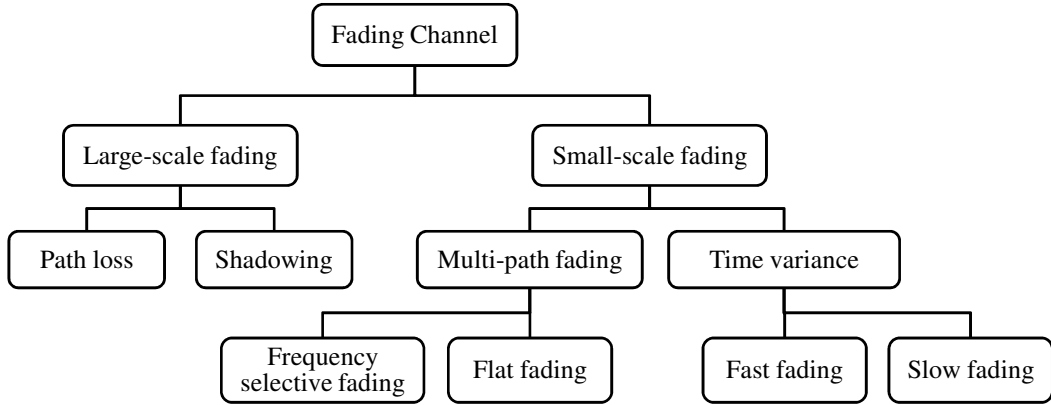 Fading Channel
Large-scale fading
Small-scale fading
Path loss
Shadowing
Multi-path fading
Time variance
Frequency
selective fading
Flat fading
Fast fading
Slow fading